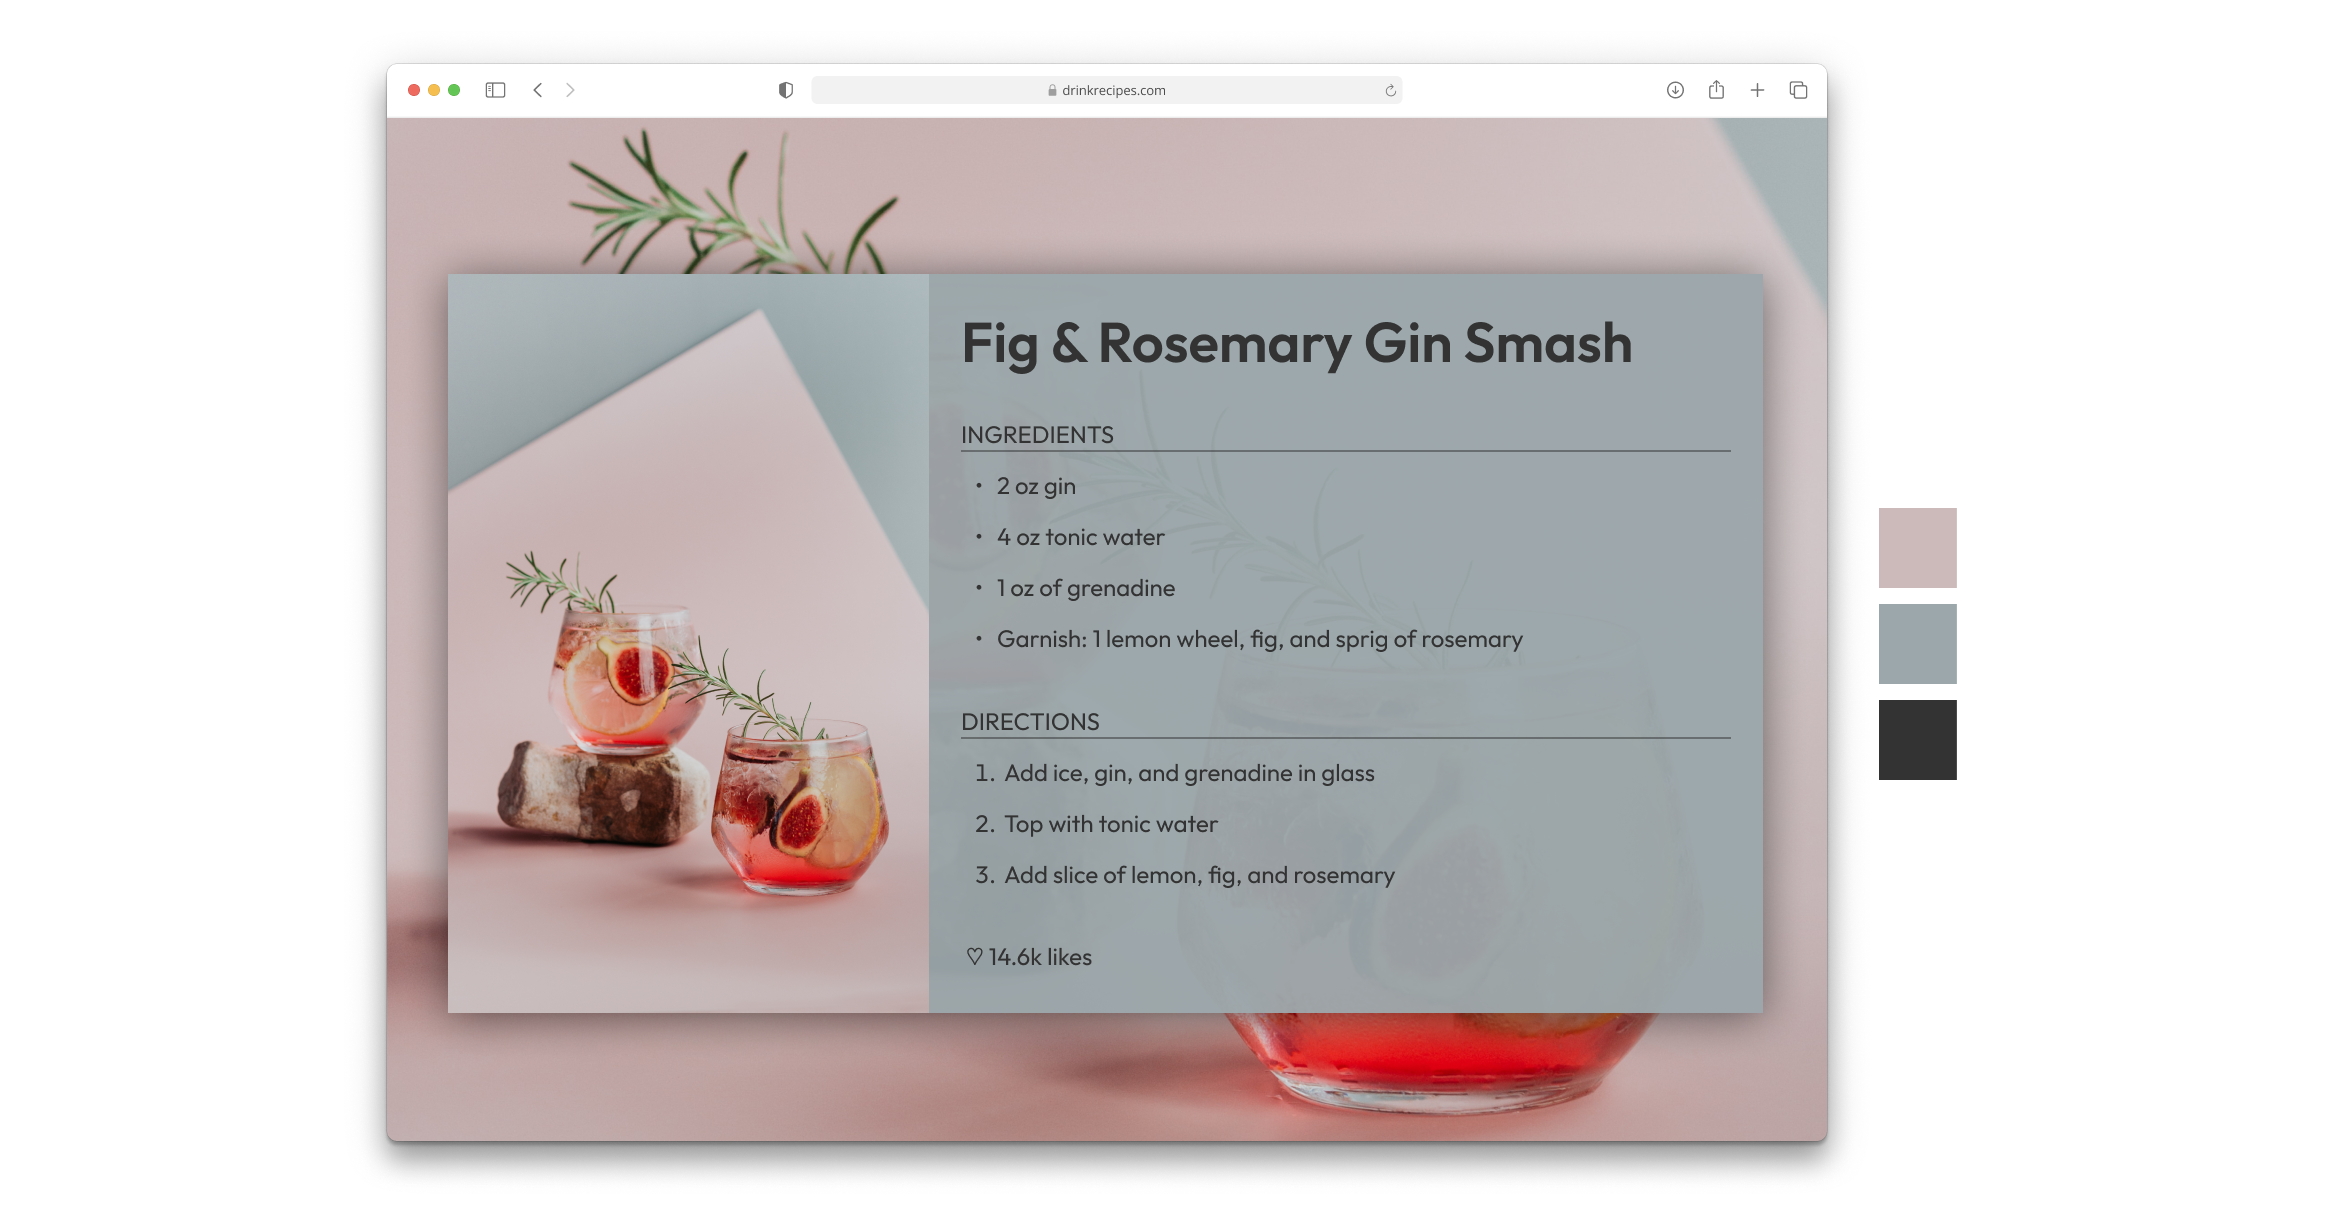 drinkrecipes.com
Fig & Rosemary Gin Smash
INGREDIENTS
• 2 oz gin
• 4 oz tonic water
• 1 oz of grenadine
• Garnish: 1 lemon wheel, fig, and sprig of rosemary
DIRECTIONS
1. Add ice, gin, and grenadine in glass
2. Top with tonic water
3. Add slice of lemon, fig, and rosemary
♡ 14.6k likes